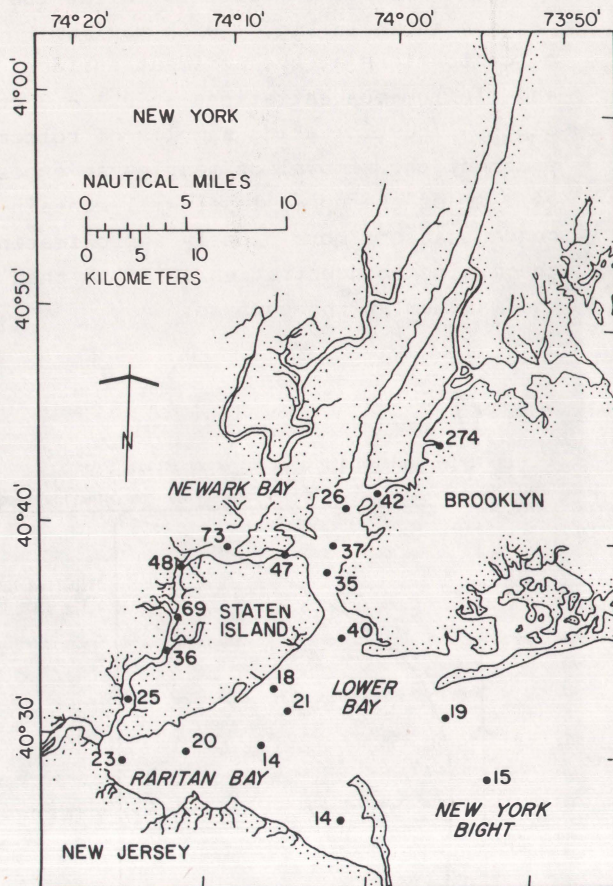 74°20' 74°10' 74°00' 73°50'
41°00'
NEW YORK
NAUTICAL MILES
0 5 10
0 5 10
KILOMETERS
40°50'
N
274
NEWARK BAY
26
42
BROOKLYN
40°40'
73
37
48
47
35
69
STATEN
ISLAND
40
36
18
LOWER
BAY
25
21
19
40°30'
20
14
23
RARITAN BAY
15
14
NEW YORK
BIGHT
NEW JERSEY